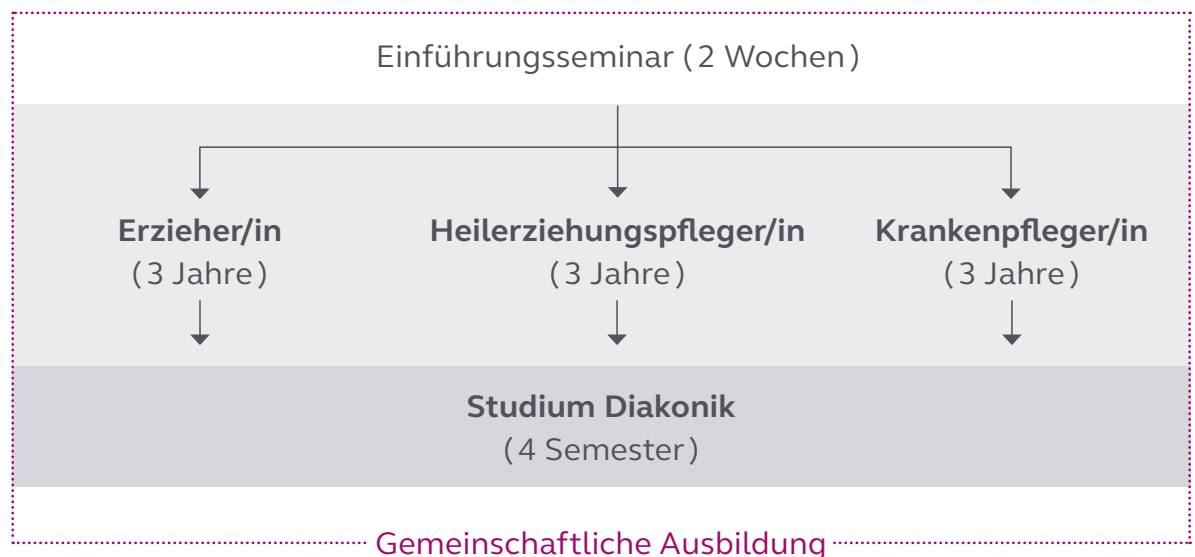 Einführungsseminar (2 Wochen)
Erzieher/in
(3 Jahre)
Heilerziehungspfleger/in
(3 Jahre)
Krankenpfleger/in
(3 Jahre)
Studium Diakonik
(4 Semester)
Gemeinschaftliche Ausbildung